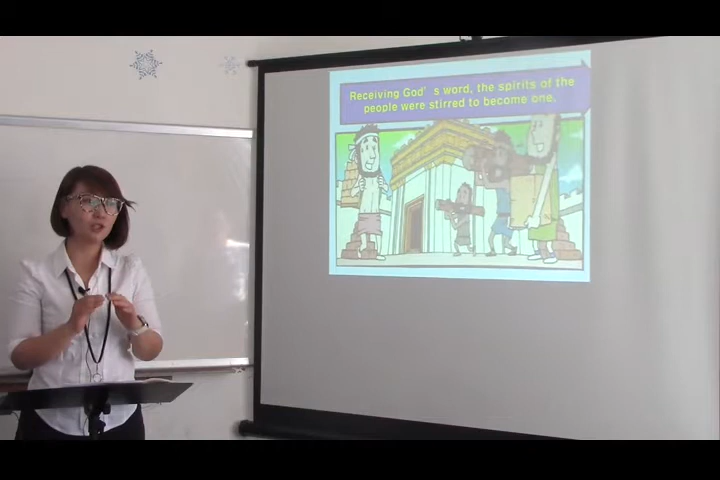 Receiving God's word, the spirits of the
people were stirred to become one.